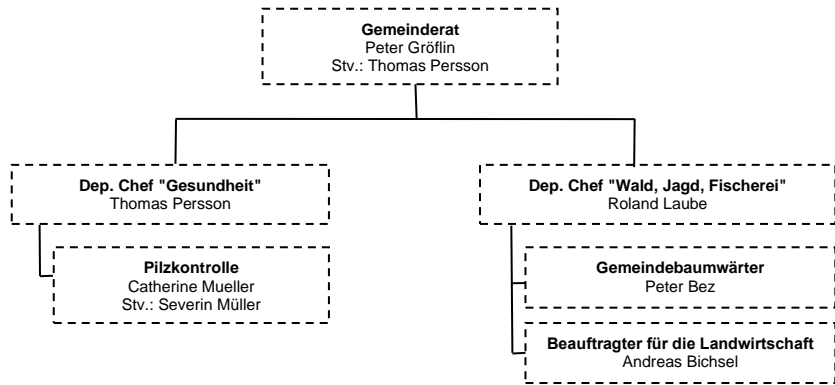 Gemeinderat
Peter Gröflin
Stv.: Thomas Persson
Dep. Chef "Gesundheit"
Thomas Persson
Pilzkontrolle
Catherine Mueller
Stv.: Severin Müller
Dep. Chef "Wald, Jagd, Fischerei"
Roland Laube
Gemeindebaumwärter
Peter Bez
Beauftragter für die Landwirtschaft
Andreas Bichsel